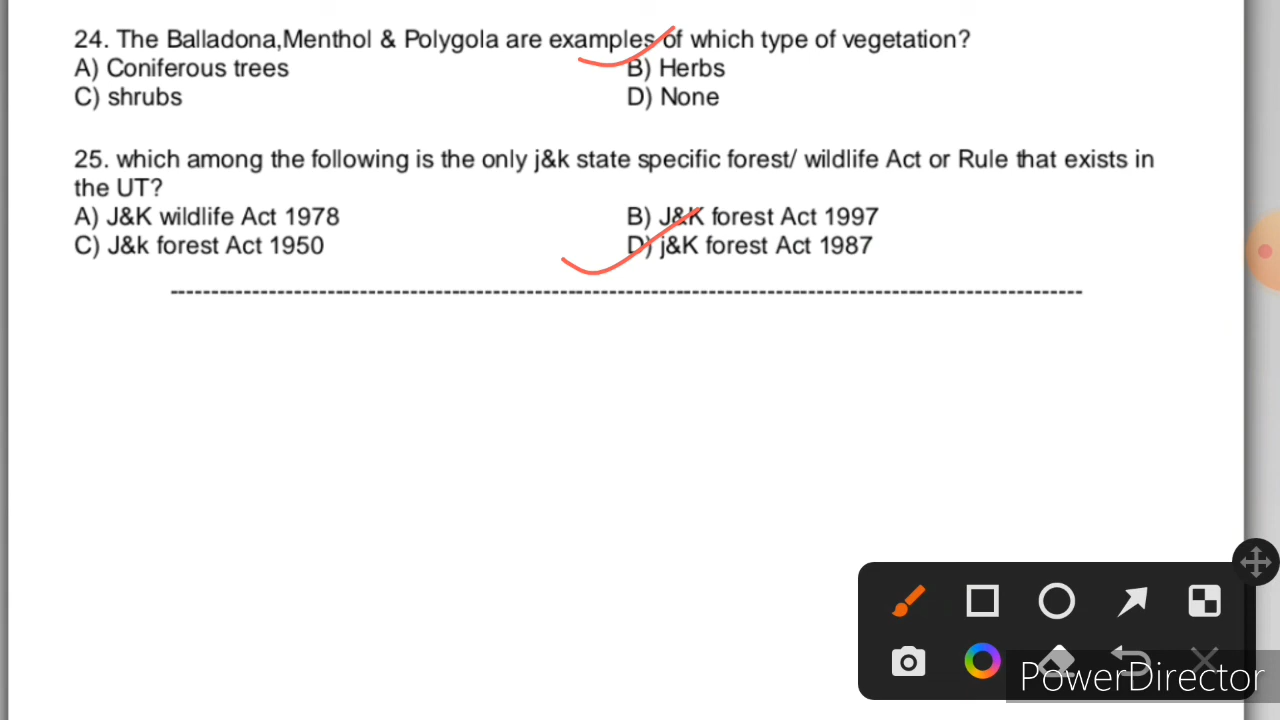 24. The Balladona,Menthol & Polygola are examples of which type of vegetation?
A) Coniferous trees B) Herbs
C) shrubs D) None
25. which among the following is the only j&k state specific forest/ wildlife Act or Rule that exists in
the UT?
A) J&K wildlife Act 1978 B) J&K forest Act 1997
C) J&k forest Act 1950 D) j&K forest Act 1987
PowerDirector